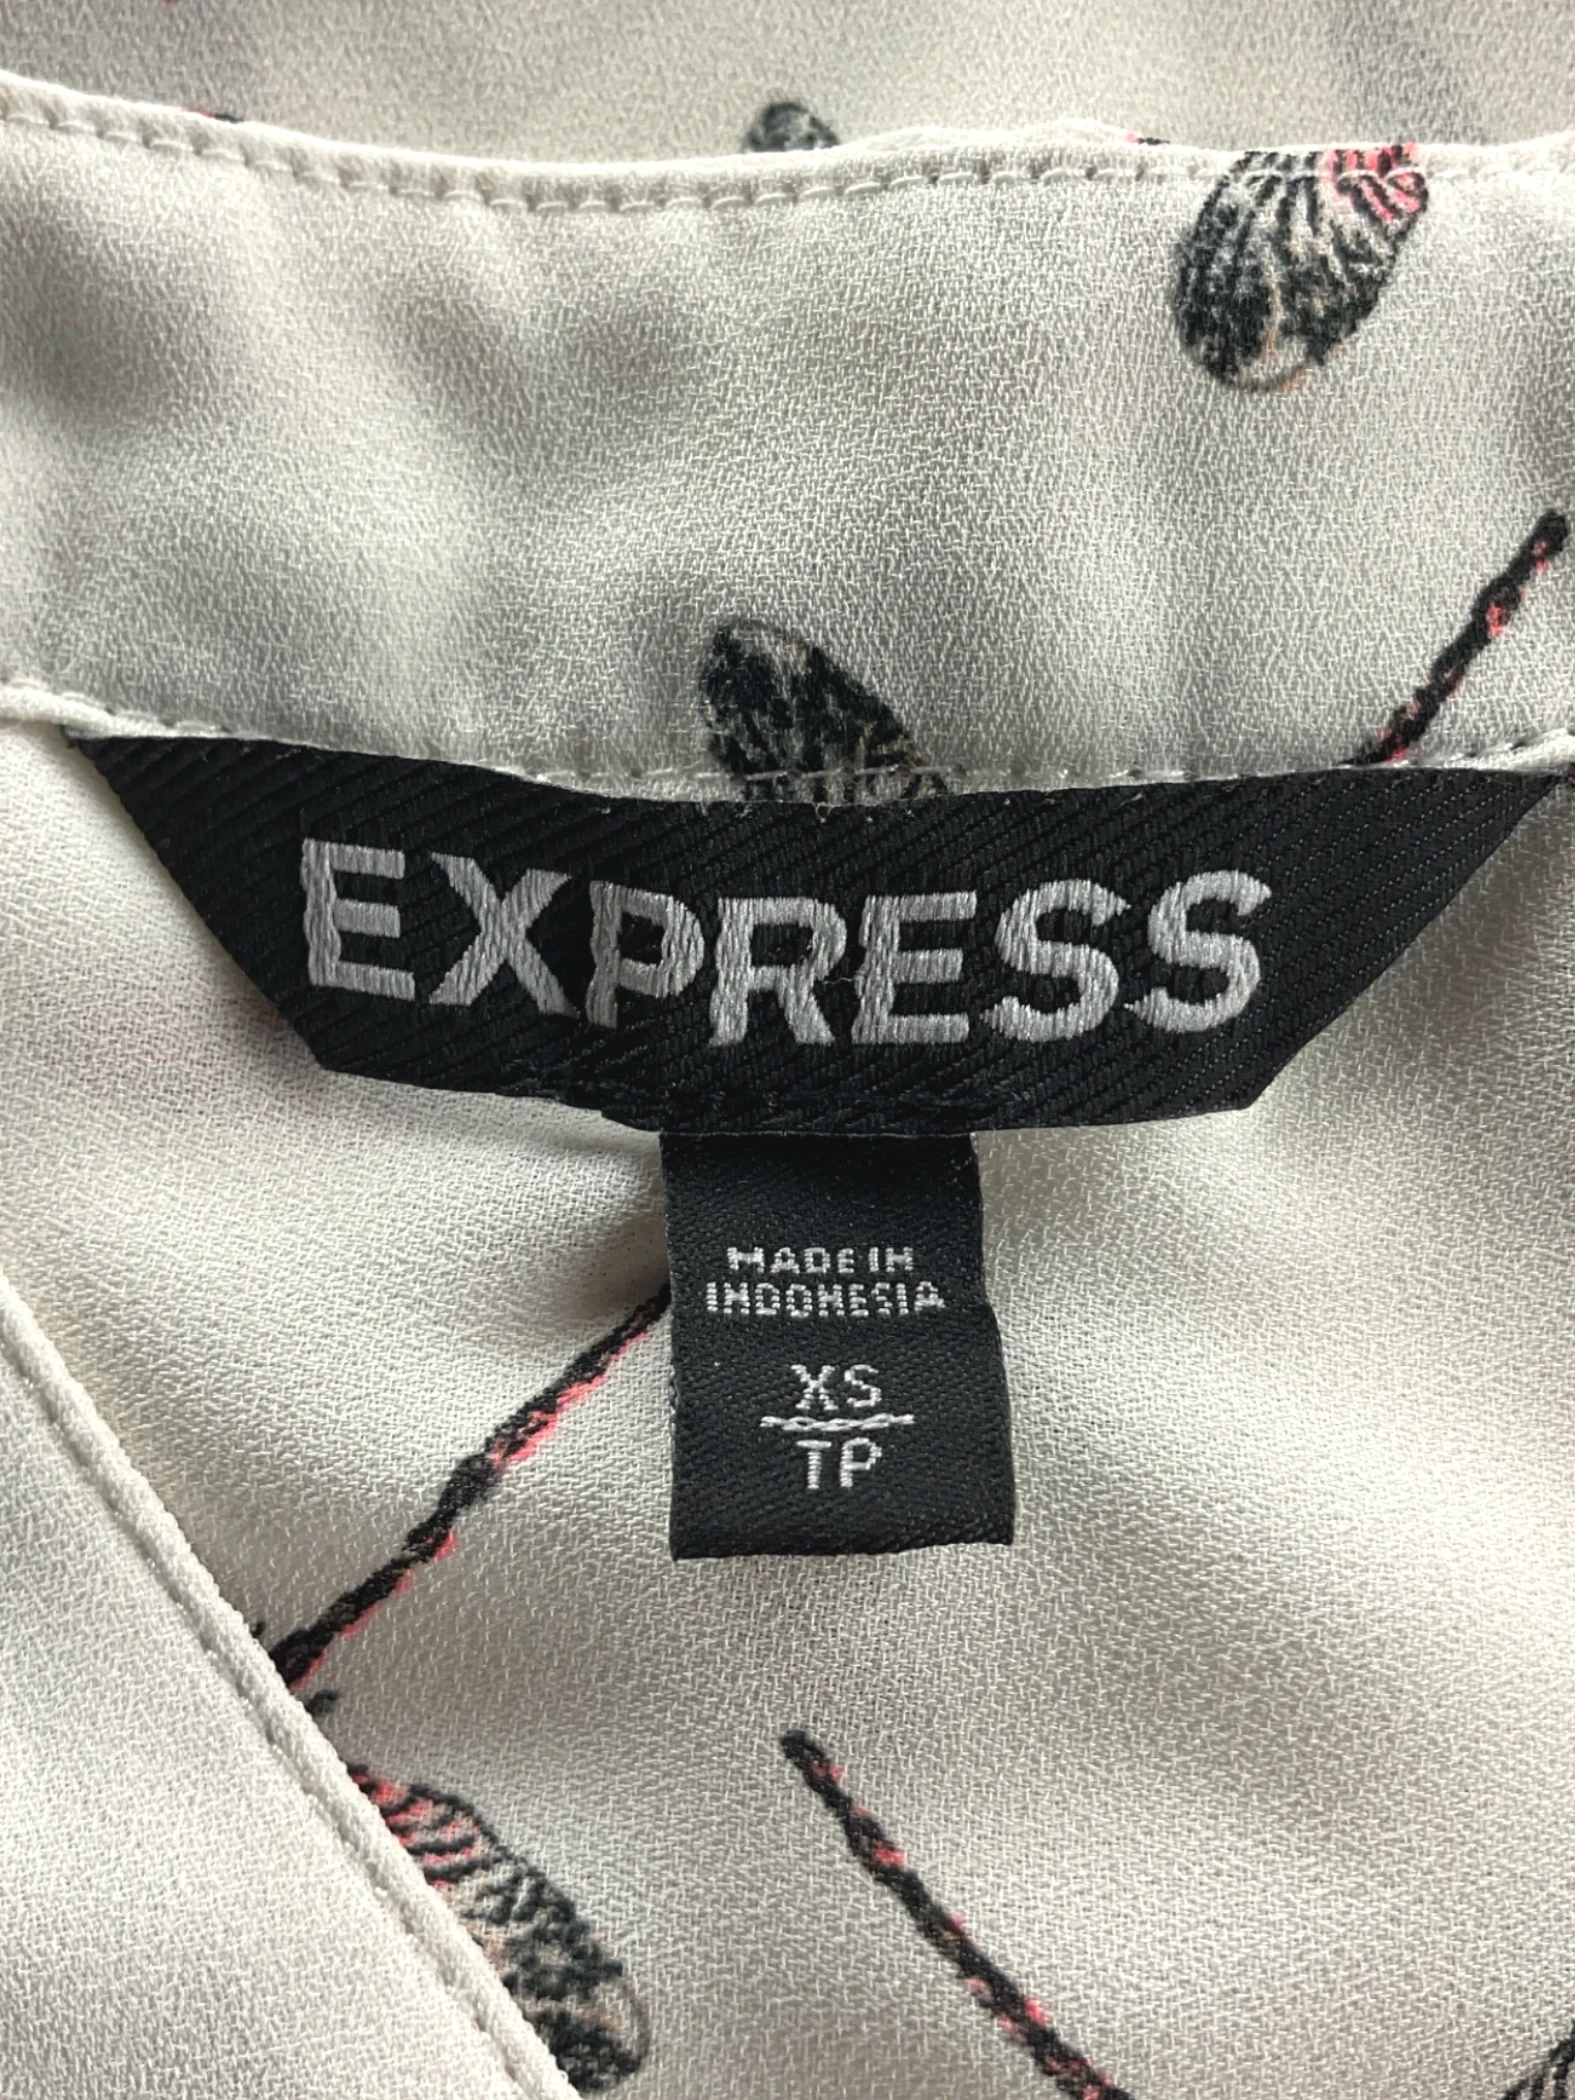 EXPRESS
MADE IN
INDONESIA
XS
TP